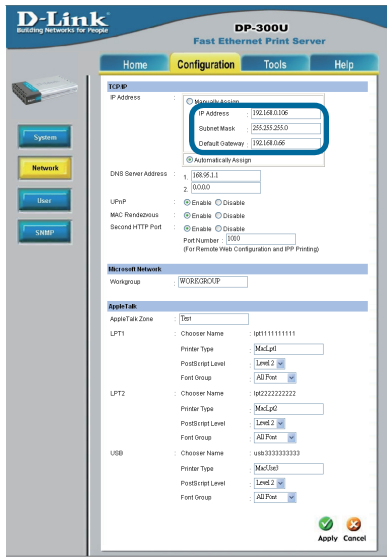 D-Link
Building Networks for People
DP-300U
Fast Ethernet Print Server
Home Configuration Tools Help
System
Network
User
SNMP
TCP/IP
IP Address : Manually Assign
IP Address : 192.168.0.106
Subnet Mask : 255.255.255.0
Default Gateway : 192.168.0.66
Automatically Assign
DNS Server Address : 1. 168.95.1.1
2. 0.0.0.0
UPnP : Enable Disable
MAC Rendezvous : Enable Disable
Second HTTP Port : Enable Disable
Port Number : 1010
(For Remote Web Configuration and IPP Printing)
Microsoft Network
Workgroup : WORKGROUP
AppleTalk
AppleTalk Zone : Test
LPT1 : Chooser Name : lpt1111111111
Printer Type : MacLpt1
PostScript Level : Level 2
Font Group : All Font
LPT2 : Chooser Name : lpt2222222222
Printer Type : MacLpt2
PostScript Level : Level 2
Font Group : All Font
USB : Chooser Name : usb3333333333
Printer Type : MacUse3
PostScript Level : Level 2
Font Group : All Font
Apply Cancel